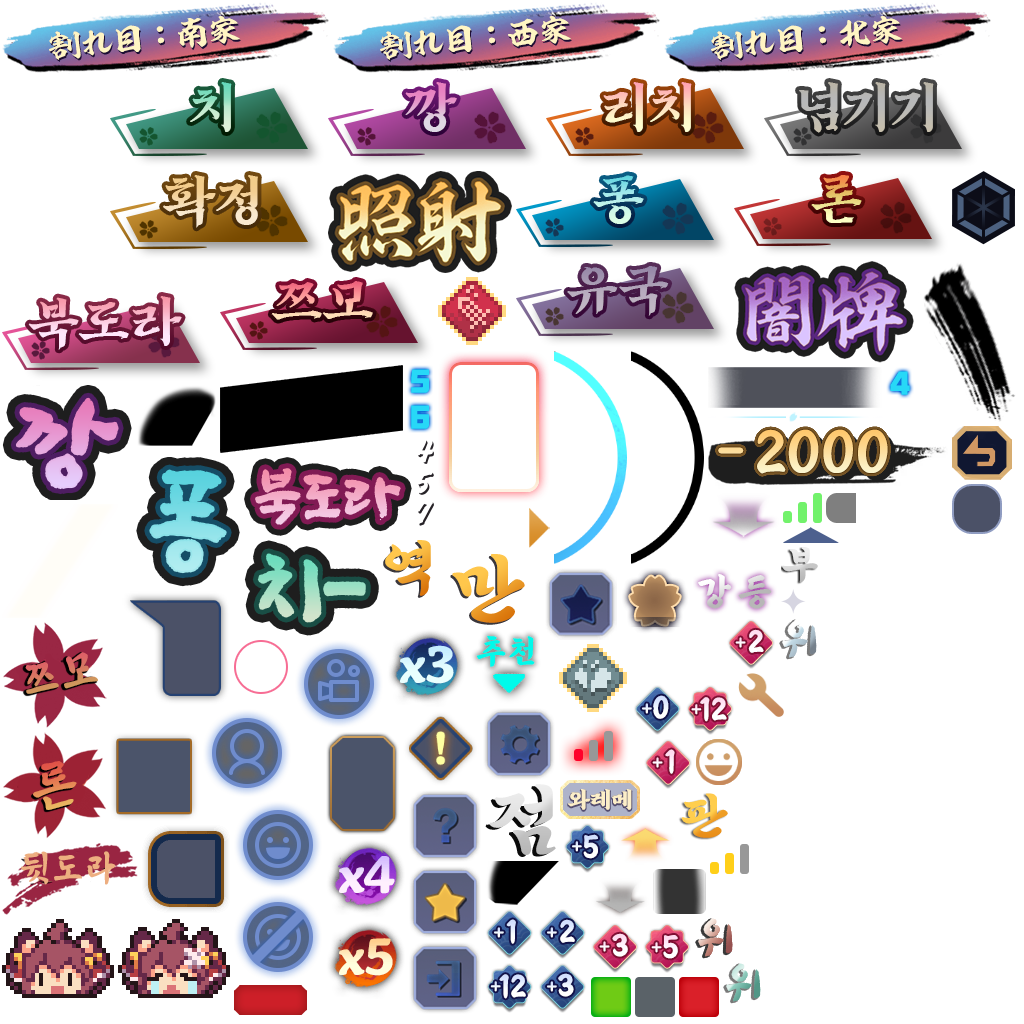 割れ目：南家
割れ目：西家
割れ目：北家
치
깡
리치
넘기기
화정
照射
퐁
론
북도라
쯔모
유국
闇牌
깡
5
6
4
- 2000
4
5
7
퐁
북도라
치
역
만
강등
부
+2
위
쯔모
x3
추천
+0
+12
+1
론
!
와레메
점
판
?
+5
뒷도라
x4
+1
+2
+3
+5
위
x5
+12
+3
위